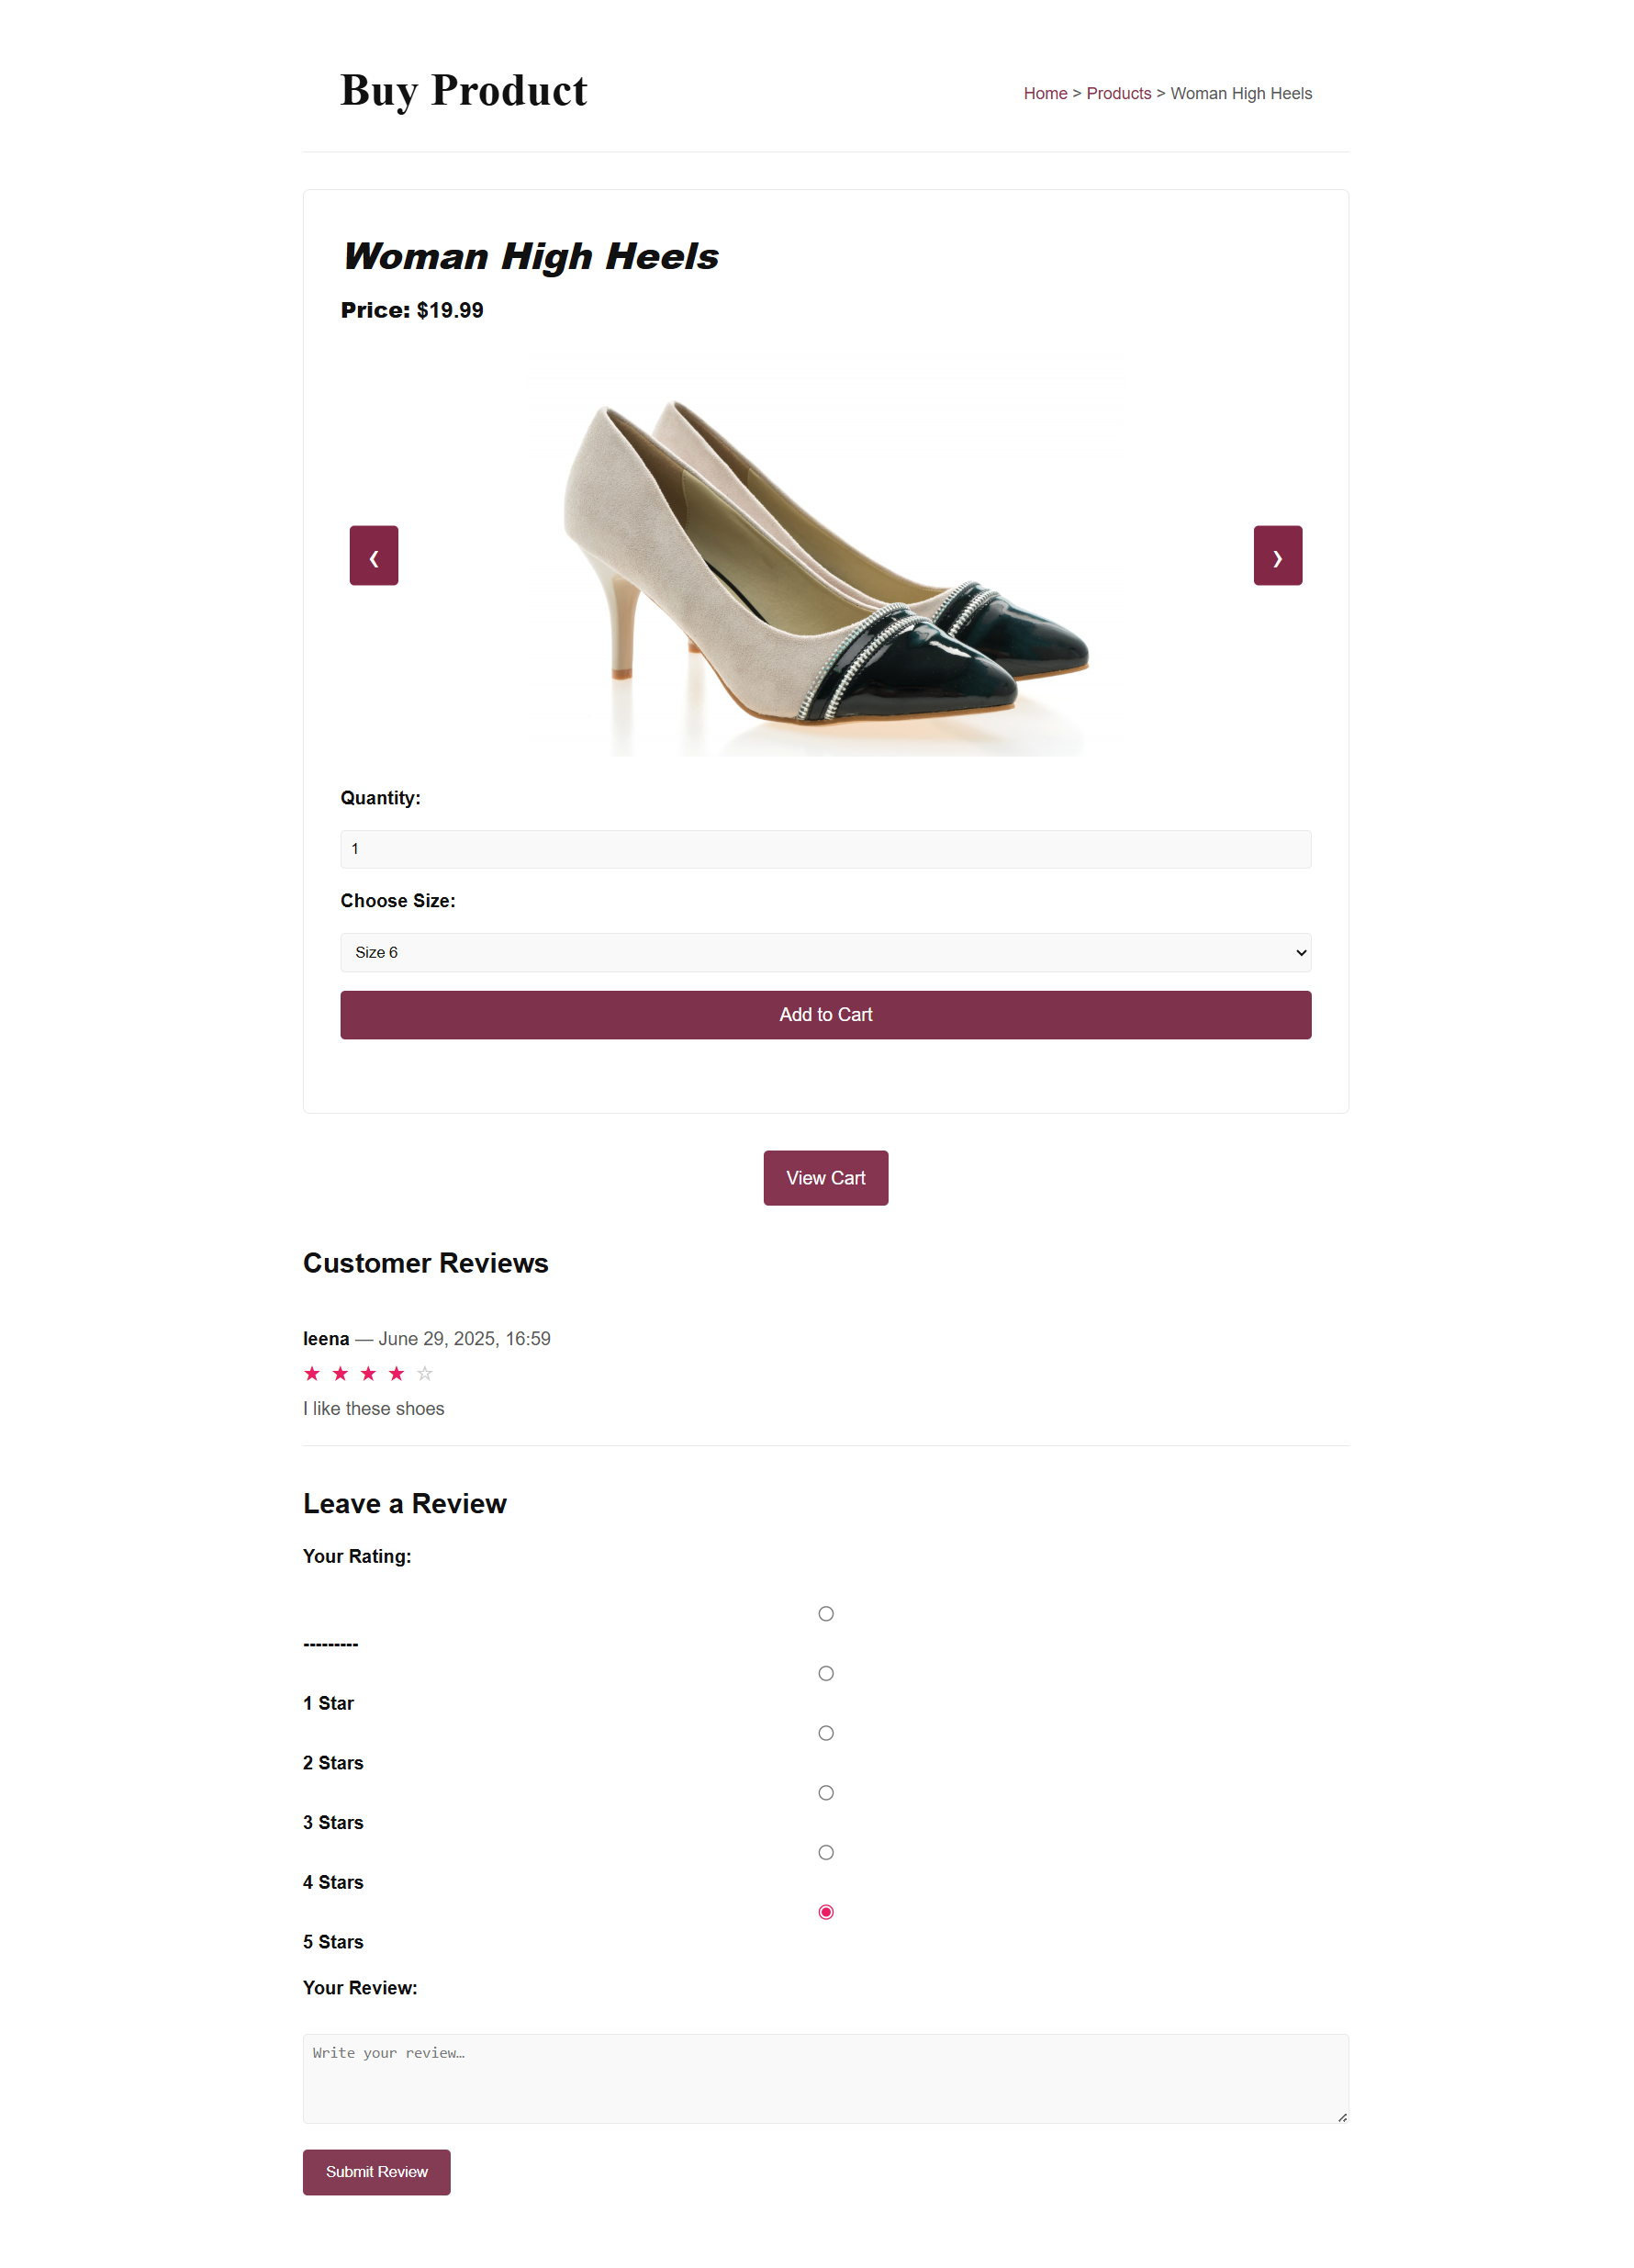 Buy Product
Home > Products > Woman High Heels
Woman High Heels
Price: $19.99
❮
❯
Quantity:
1
Choose Size:
Size 6
Add to Cart
View Cart
Customer Reviews
leena — June 29, 2025, 16:59
★ ★ ★ ★ ☆
I like these shoes
Leave a Review
Your Rating:
---------
1 Star
2 Stars
3 Stars
4 Stars
5 Stars
Your Review:
Write your review…
Submit Review